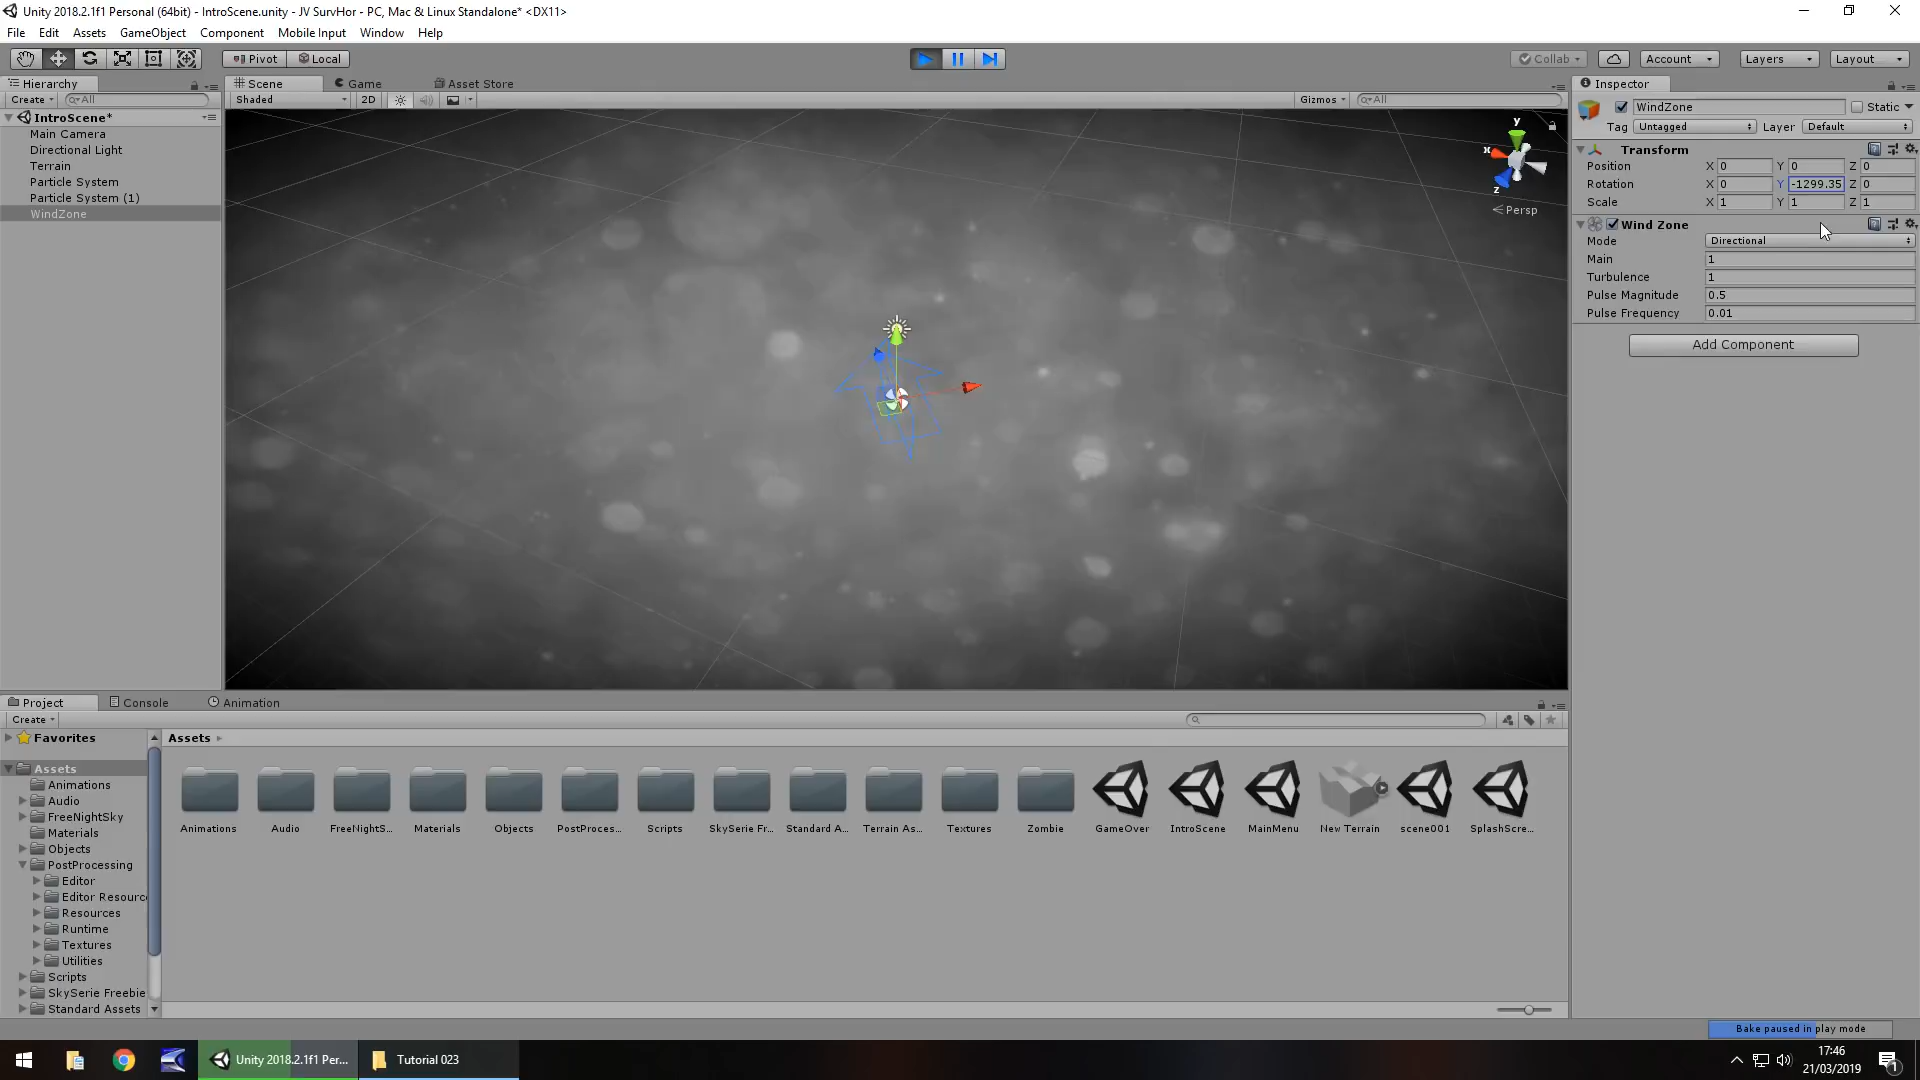 Unity 2018.2.1f1 Personal (64bit) - IntroScene.unity - JV SurvHor - PC, Mac & Linux Standalone* <DX11>
File Edit Assets GameObject Component Mobile Input Window Help
Pivot Local Collab Account Layers Layout
Hierarchy Scene Game Asset Store Inspector
Create All Shaded 2D Gizmos All
IntroScene*
Main Camera
Directional Light
Terrain
Particle System
Particle System (1)
WindZone
y
x
z
Persp
WindZone Static
Tag Untagged Layer Default
Transform
Position X 0 Y 0 Z 0
Rotation X 0 Y -1299.35 Z 0
Scale X 1 Y 1 Z 1
Wind Zone
Mode Directional
Main 1
Turbulence 1
Pulse Magnitude 0.5
Pulse Frequency 0.01
Add Component
Project Console Animation
Create
Favorites
Assets
Animations
Audio
FreeNightSky
Materials
Objects
PostProcessing
Editor
Editor Resourc
Resources
Runtime
Textures
Utilities
Scripts
SkySerie Freebie
Standard Assets
Assets
Animations Audio FreeNightS... Materials Objects PostProces... Scripts SkySerie Fr... Standard A... Terrain As... Textures Zombie GameOver IntroScene MainMenu New Terrain scene001 SplashScre...
Bake paused in play mode
Unity 2018.2.1f1 Per... Tutorial 023
17:46
21/03/2019
1